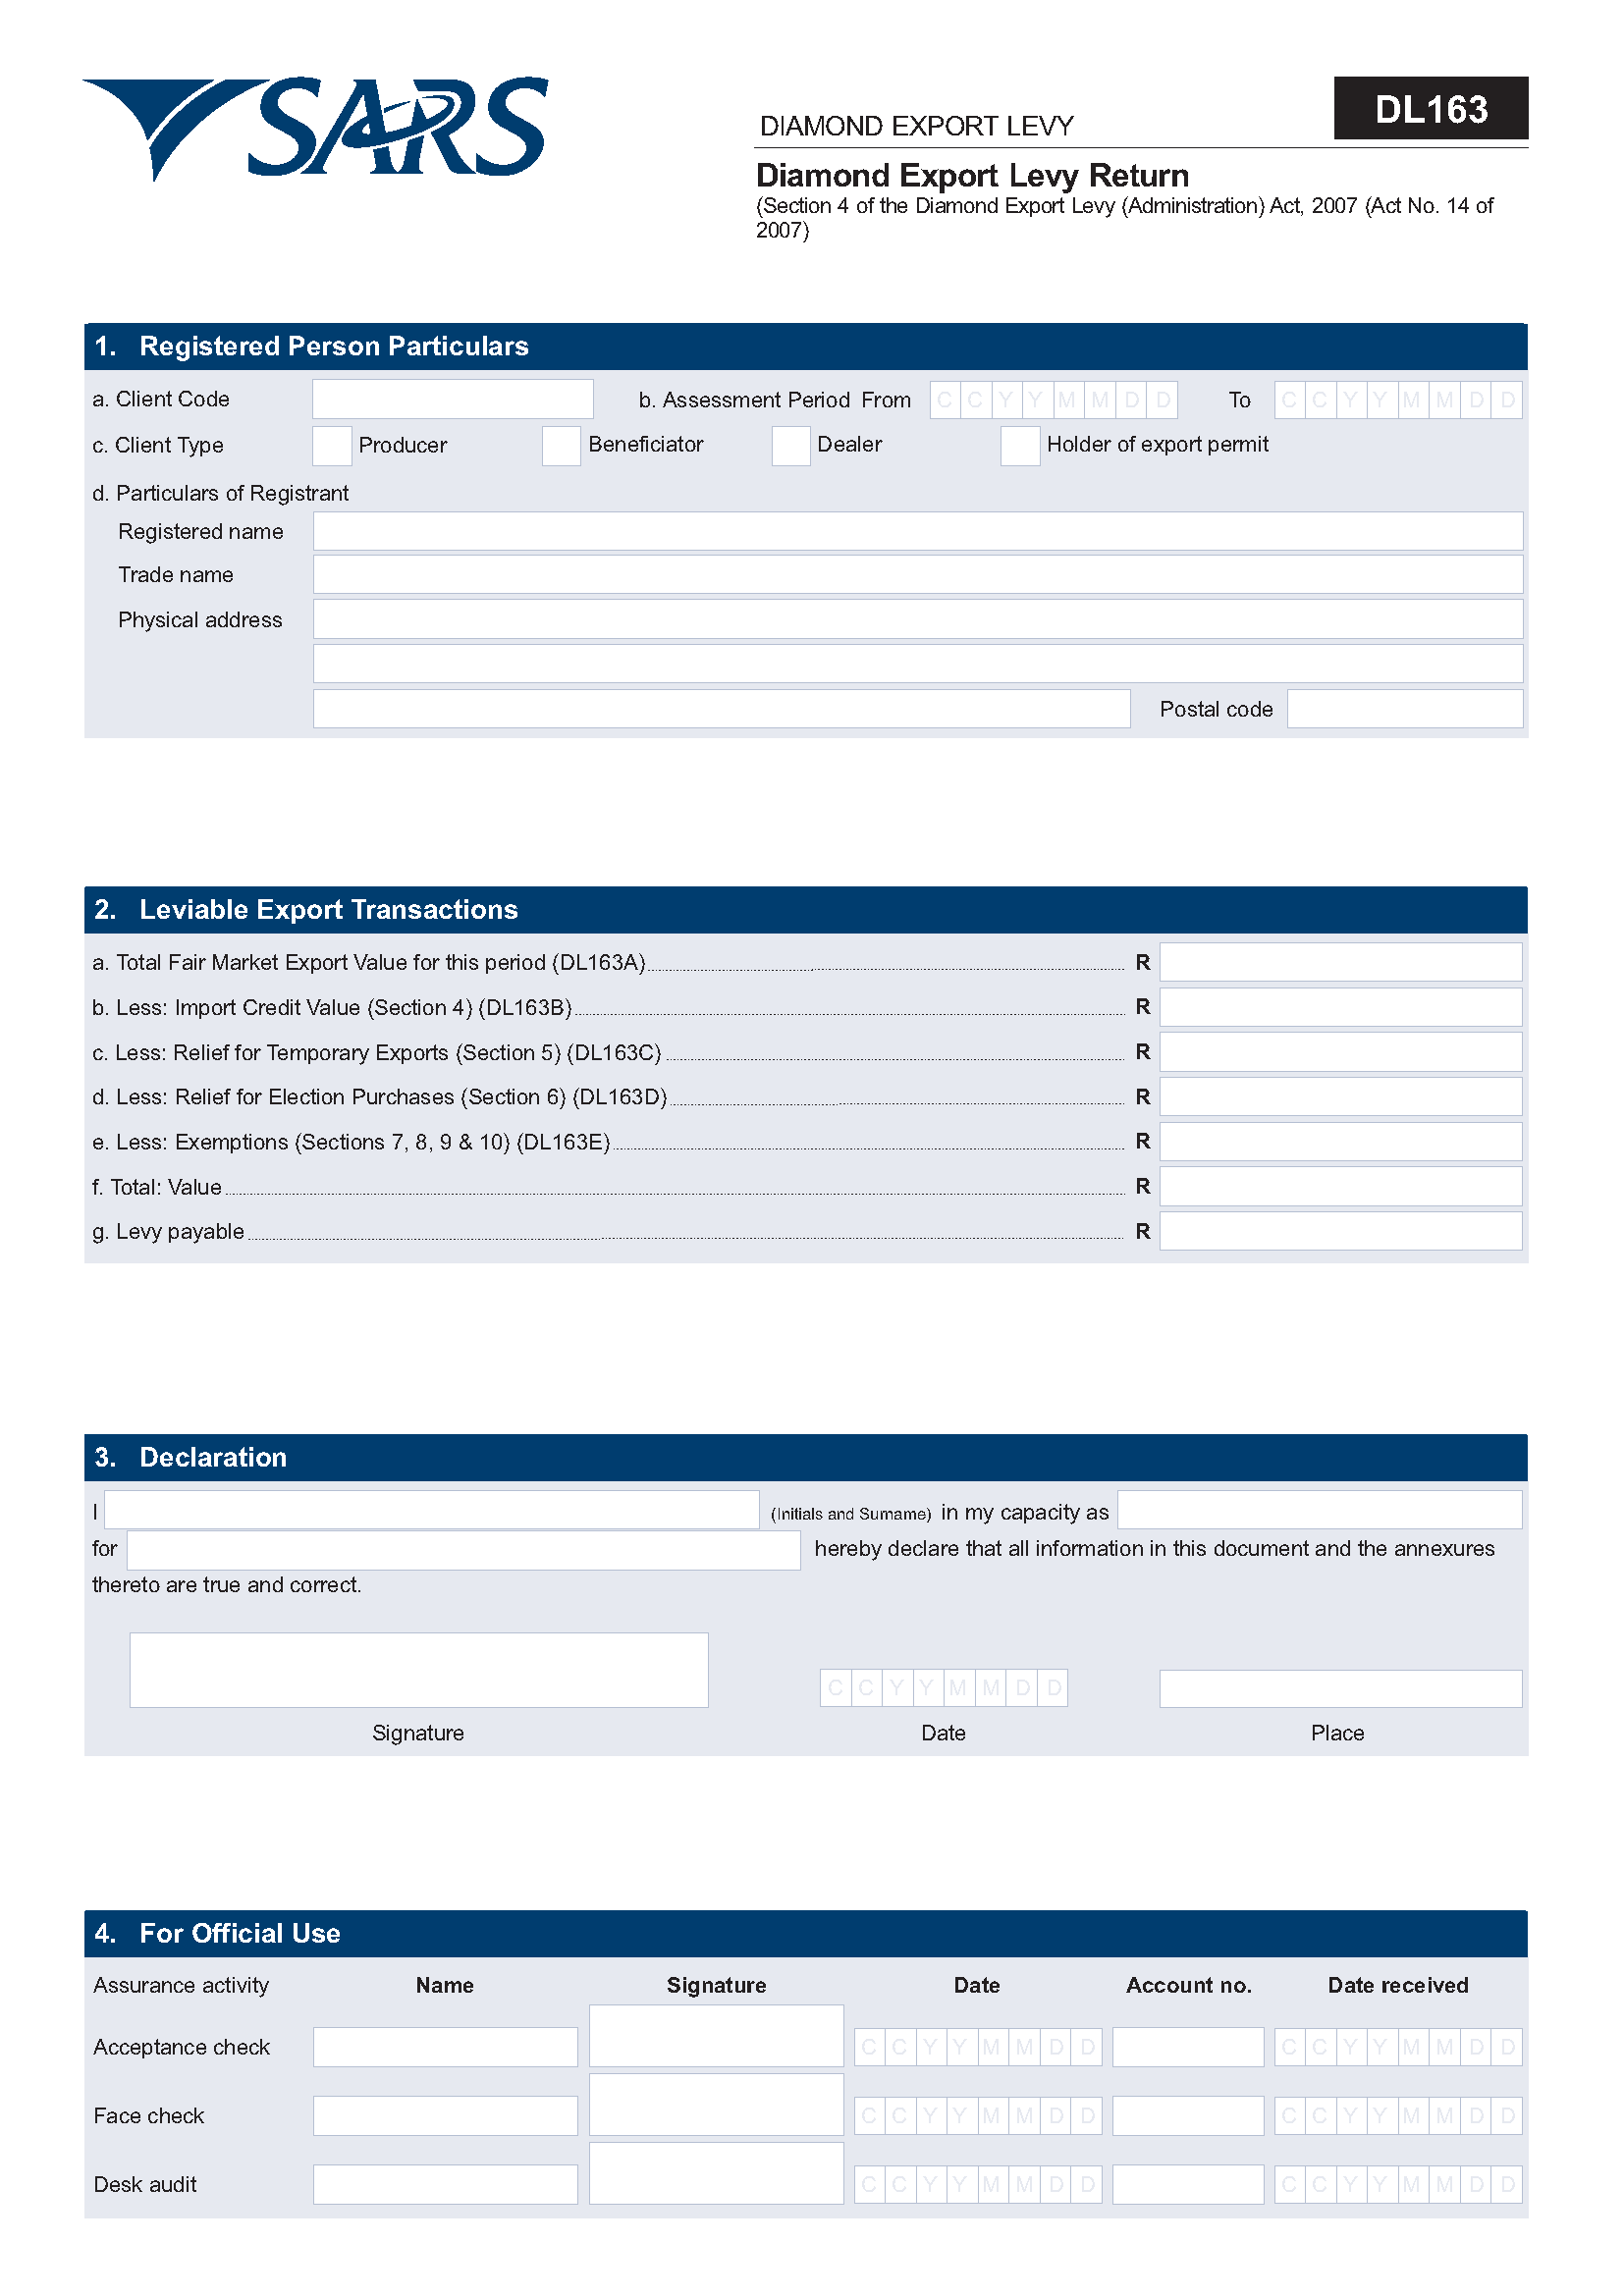 SARS
DL163
DIAMOND EXPORT LEVY
Diamond Export Levy Return
(Section 4 of the Diamond Export Levy (Administration) Act, 2007 (Act No. 14 of
2007)
1. Registered Person Particulars
a. Client Code b. Assessment Period From C C Y Y M M D D To C C Y Y M M D D
c. Client Type Producer Beneficiator Dealer Holder of export permit
d. Particulars of Registrant
Registered name
Trade name
Physical address
Postal code
2. Leviable Export Transactions
a. Total Fair Market Export Value for this period (DL163A) R
b. Less: Import Credit Value (Section 4) (DL163B) R
c. Less: Relief for Temporary Exports (Section 5) (DL163C) R
d. Less: Relief for Election Purchases (Section 6) (DL163D) R
e. Less: Exemptions (Sections 7, 8, 9 & 10) (DL163E) R
f. Total: Value R
g. Levy payable R
3. Declaration
I (Initials and Surname) in my capacity as
for hereby declare that all information in this document and the annexures
thereto are true and correct.
C C Y Y M M D D
Signature Date Place
4. For Official Use
Assurance activity Name Signature Date Account no. Date received
Acceptance check C C Y Y M M D D C C Y Y M M D D
Face check C C Y Y M M D D C C Y Y M M D D
Desk audit C C Y Y M M D D C C Y Y M M D D